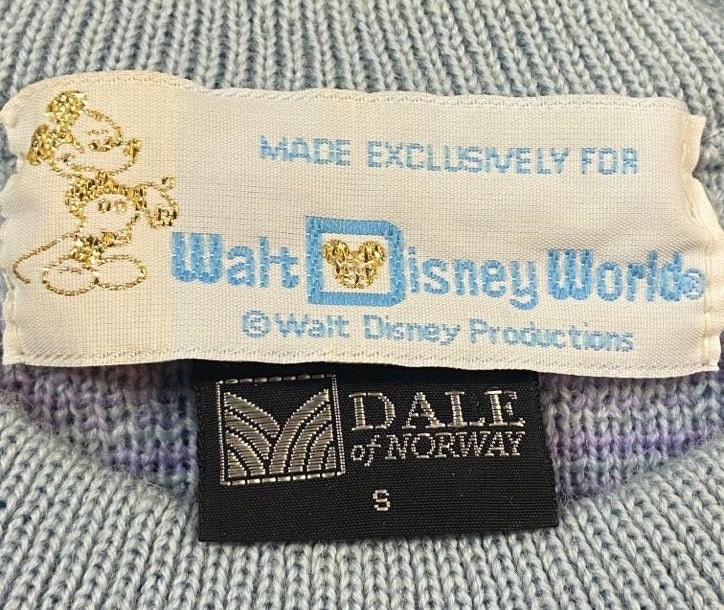 MADE EXCLUSIVELY FOR
Walt Disney World®
© Walt Disney Productions
DALE
of NORWAY
S